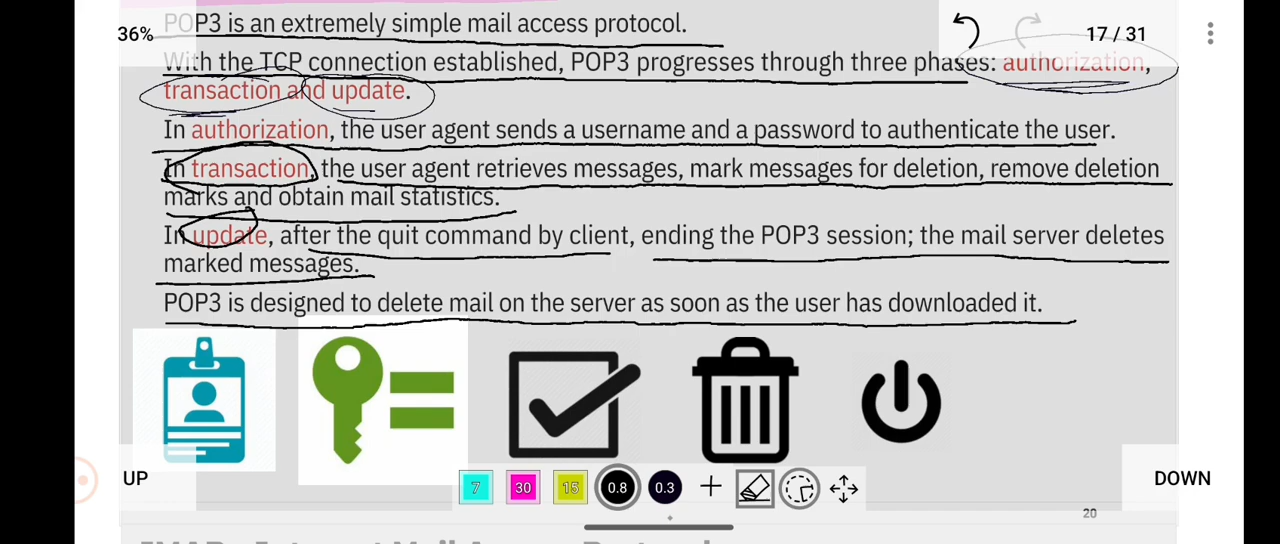 POP3 is an extremely simple mail access protocol.
36%
17 / 31
With the TCP connection established, POP3 progresses through three phases: authorization,
transaction and update.
In authorization, the user agent sends a username and a password to authenticate the user.
In transaction, the user agent retrieves messages, mark messages for deletion, remove deletion
marks and obtain mail statistics.
In update, after the quit command by client, ending the POP3 session; the mail server deletes
marked messages.
POP3 is designed to delete mail on the server as soon as the user has downloaded it.
UP
7
30
15
0.8
0.3
DOWN
20